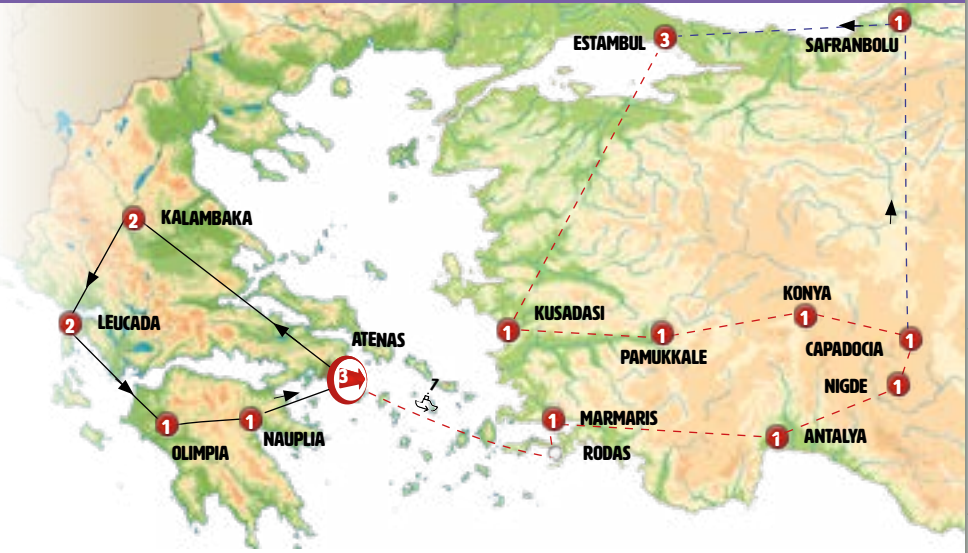 ESTAMBUL 3
1
SAFRANBOLU
2 KALAMBAKA
2 LEUCADA
KUSADASI
1
1
PAMUKKALE
KONYA
1
CAPADOCIA 1
ATENAS
3
1
NIGDE 1
1 MARMARIS
RODAS
1 ANTALYA
1
OLIMPIA
1
NAUPLIA